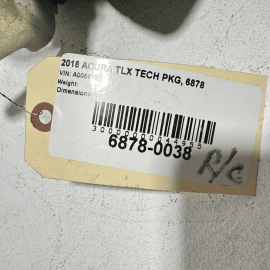 2018 ACURA TLX TECH PKG, 6878
VIN:
Weight:
Dimensions
6878-0038
R/C